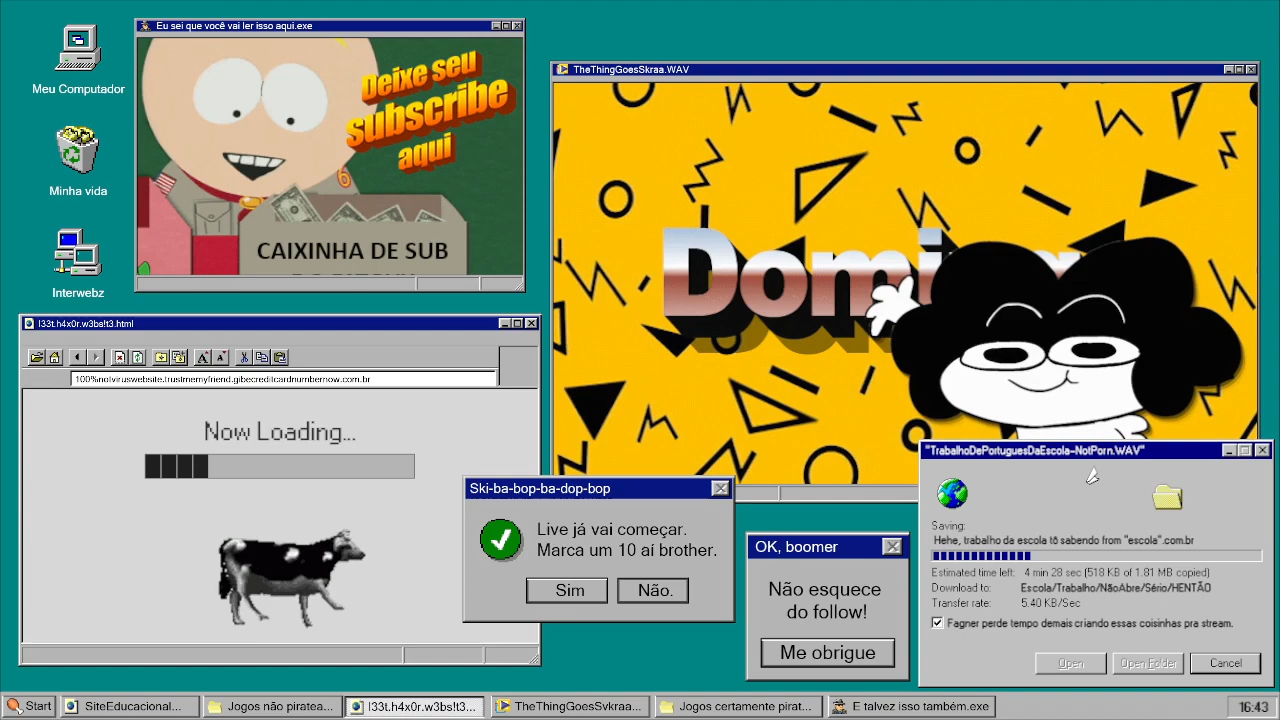 Meu Computador
Minha vida
Interwebz
Eu sei que você vai ler isso aqui.exe
Deixe seu
subscribe
aqui
CAIXINHA DE SUB
TheThingGoesSkraa.WAV
l33t.h4x0r.w3bs!t3.html
100%notviruswebsite.trustmemyfriend.gibecreditcardnumbernow.com.br
Now Loading...
Ski-ba-bop-ba-dop-bop
Live já vai começar.
Marca um 10 aí brother.
Sim
Não.
OK, boomer
Não esquece
do follow!
Me obrigue
"TrabalhoDePortuguesDaEscola-NotPorn.WAV"
Saving:
Hehe, trabalho da escola tô sabendo from "escola".com.br
Estimated time left: 4 min 28 sec (518 KB of 1.81 MB copied)
Download to: Escola/Trabalho/NãoAbre/Sério/HENTÃO
Transfer rate: 5.40 KB/Sec
Fagner perde tempo demais criando essas coisinhas pra stream.
Open
Open Folder
Cancel
Start
SiteEducacional...
Jogos não piratea...
l33t.h4x0r.w3bs!t3...
TheThingGoesSvkraa...
Jogos certamente pirat...
E talvez isso também.exe
16:43